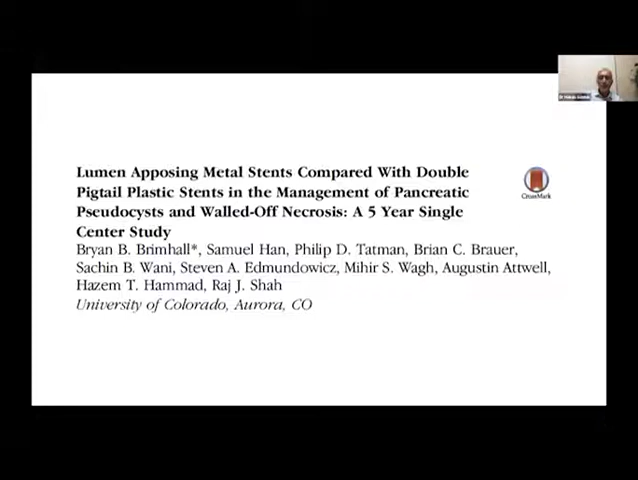 Lumen Apposing Metal Stents Compared With Double
Pigtail Plastic Stents in the Management of Pancreatic
Pseudocysts and Walled-Off Necrosis: A 5 Year Single
Center Study
Bryan B. Brimhall*, Samuel Han, Philip D. Tatman, Brian C. Brauer,
Sachin B. Wani, Steven A. Edmundowicz, Mihir S. Wagh, Augustin Attwell,
Hazem T. Hammad, Raj J. Shah
University of Colorado, Aurora, CO
CrossMark